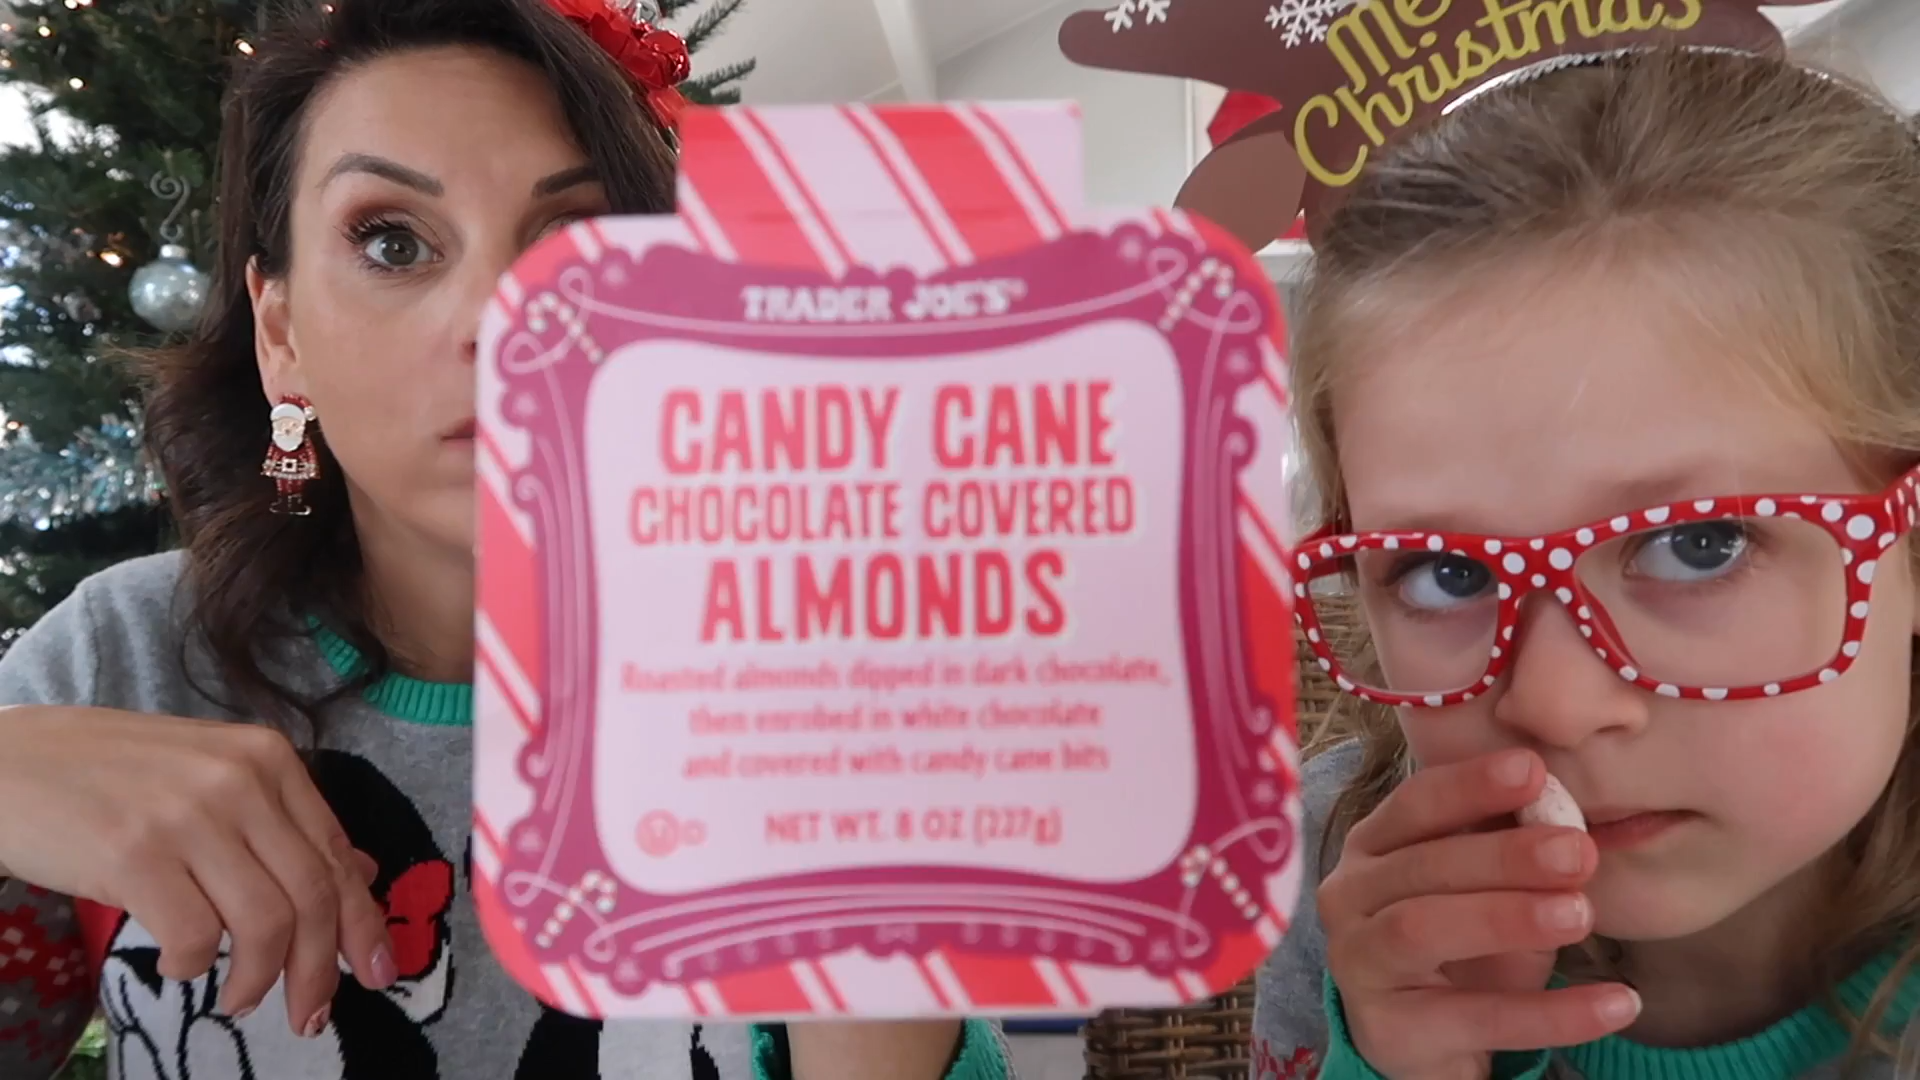 Me
Christmas
TRADER JOE'S
CANDY CANE
CHOCOLATE COVERED
ALMONDS
Roasted almonds dipped in dark chocolate,
then enrobed in white chocolate
and covered with candy cane bits
NET WT. 8 OZ (227g)